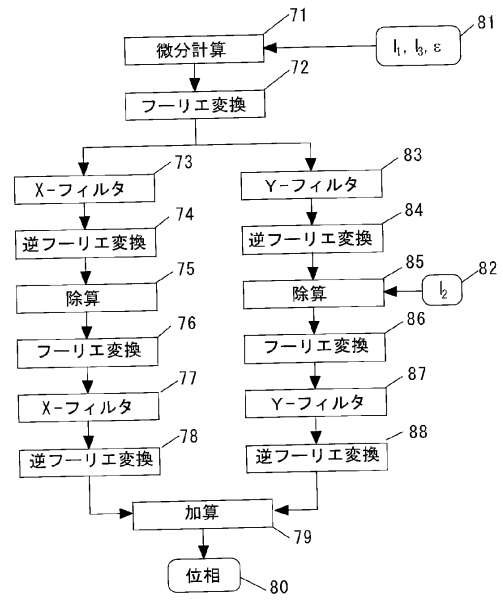 71
微分計算
81
I1, I3, ε
72
フーリエ変換
73
X-フィルタ
83
Y-フィルタ
74
逆フーリエ変換
84
逆フーリエ変換
75
除算
85
除算
82
I2
76
フーリエ変換
86
フーリエ変換
77
X-フィルタ
87
Y-フィルタ
78
逆フーリエ変換
88
逆フーリエ変換
加算
79
位相
80